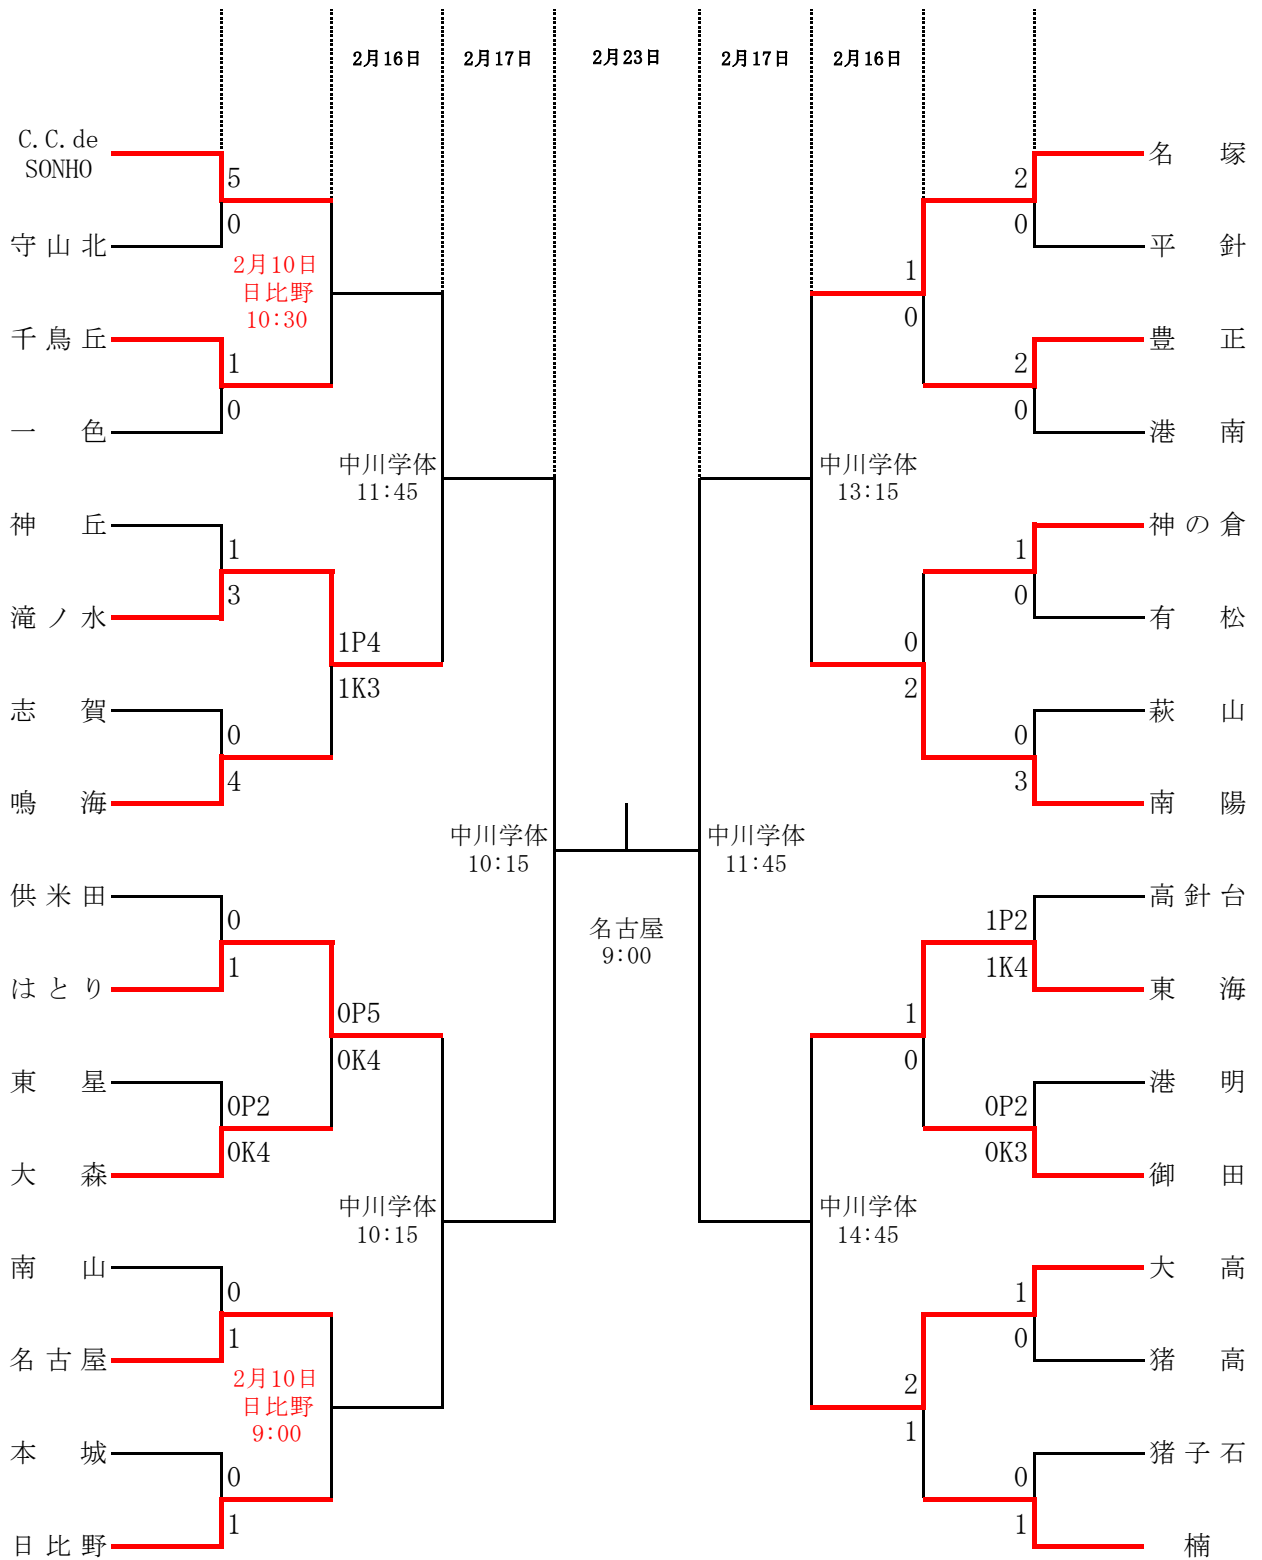 2月16日 2月17日 2月23日 2月17日 2月16日
C.C.de
SONHO
守山北
千鳥丘
一色
神丘
滝ノ水
志賀
鳴海
供米田
はとり
東星
大森
南山
名古屋
本城
日比野
5
0
2月10日
日比野
10:30
1
0
1
3
0
4
0
1
0P2
0K4
0
1
2月10日
日比野
9:00
0
1
中川学体
11:45
1P4
1K3
0P5
0K4
中川学体
10:15
中川学体
10:15
名古屋
9:00
中川学体
11:45
中川学体
13:15
中川学体
14:45
1
0
0
2
1
0
2
1
2
0
2
0
1
0
0
3
1P2
1K4
0P2
0K3
1
0
0
1
名塚
平針
豊正
港南
神の倉
有松
萩山
南陽
高針台
東海
港明
御田
大高
猪高
猪子石
楠